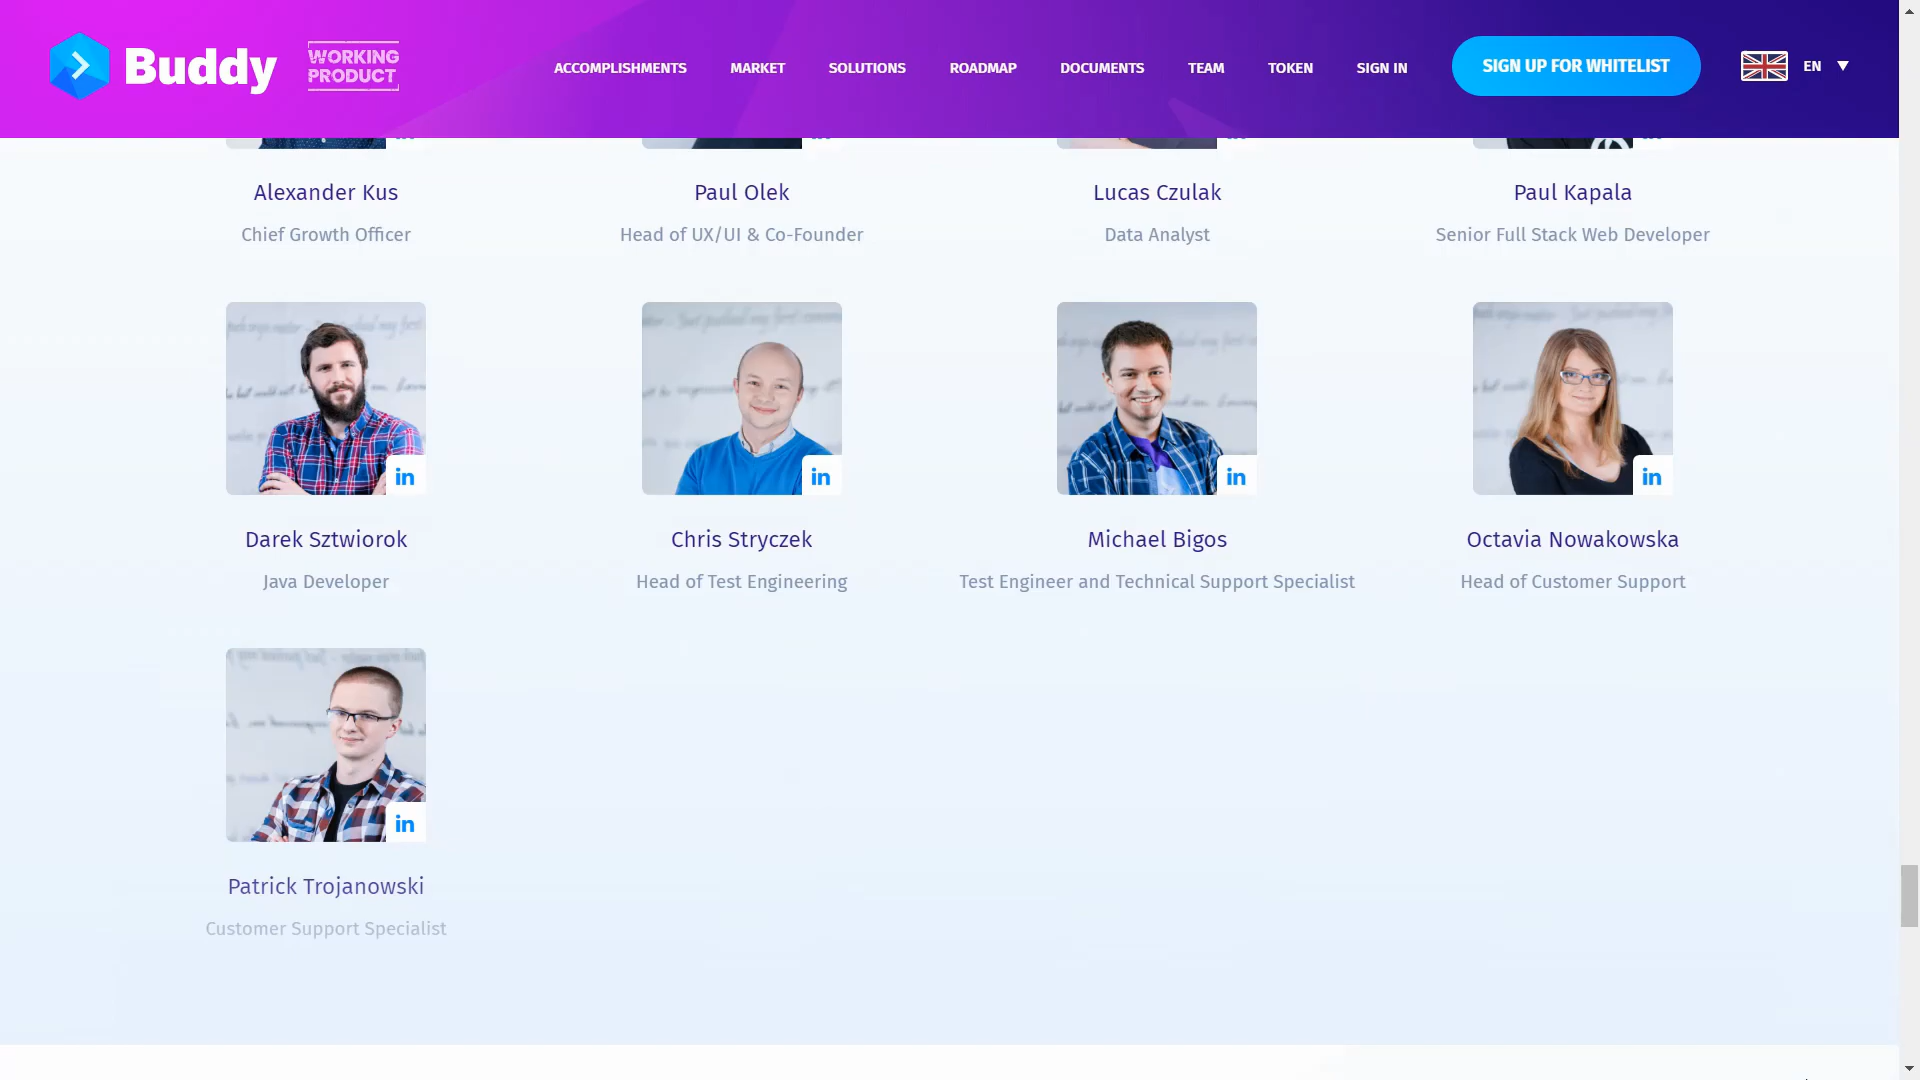 Buddy
WORKING
PRODUCT
ACCOMPLISHMENTS
MARKET
SOLUTIONS
ROADMAP
DOCUMENTS
TEAM
TOKEN
SIGN IN
SIGN UP FOR WHITELIST
EN
Alexander Kus
Chief Growth Officer
Paul Olek
Head of UX/UI & Co-Founder
Lucas Czulak
Data Analyst
Paul Kapala
Senior Full Stack Web Developer
in
Darek Sztwiorok
Java Developer
in
Chris Stryczek
Head of Test Engineering
in
Michael Bigos
Test Engineer and Technical Support Specialist
in
Octavia Nowakowska
Head of Customer Support
in
Patrick Trojanowski
Customer Support Specialist